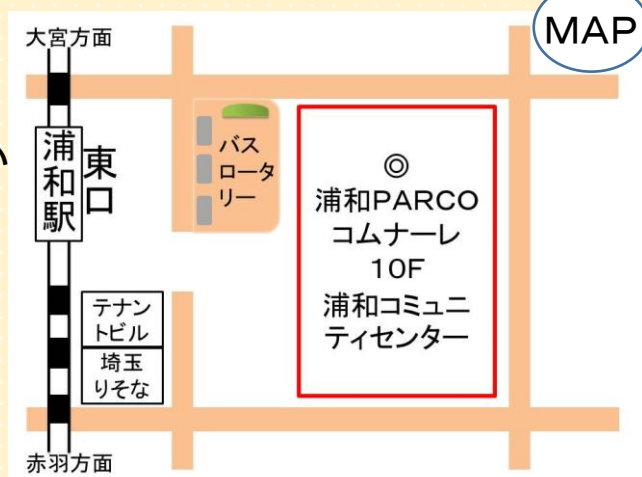 MAP
大宮方面
浦和駅
東口
バス
ロータ
リー
◎
浦和PARCO
コムナーレ
10F
浦和コミュニ
ティセンター
テナン
トビル
埼玉
りそな
赤羽方面